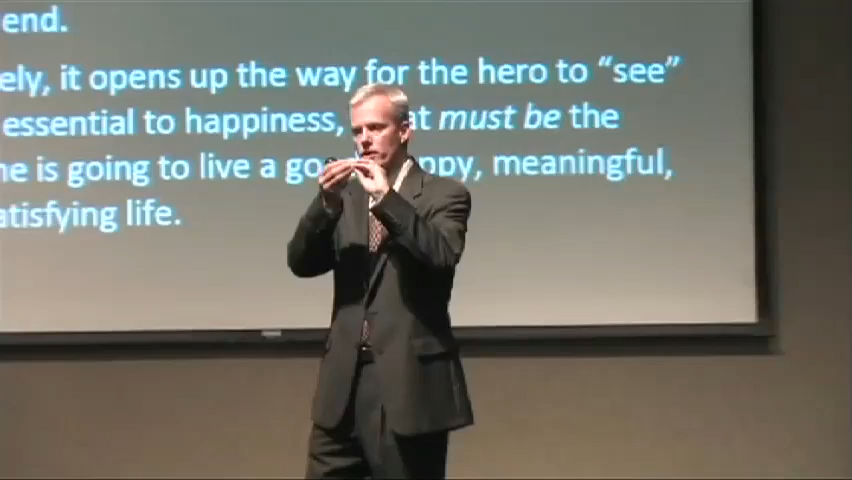 end.
ely, it opens up the way for the hero to “see”
essential to happiness, at must be the
he is going to live a go ppy, meaningful,
atisfying life.